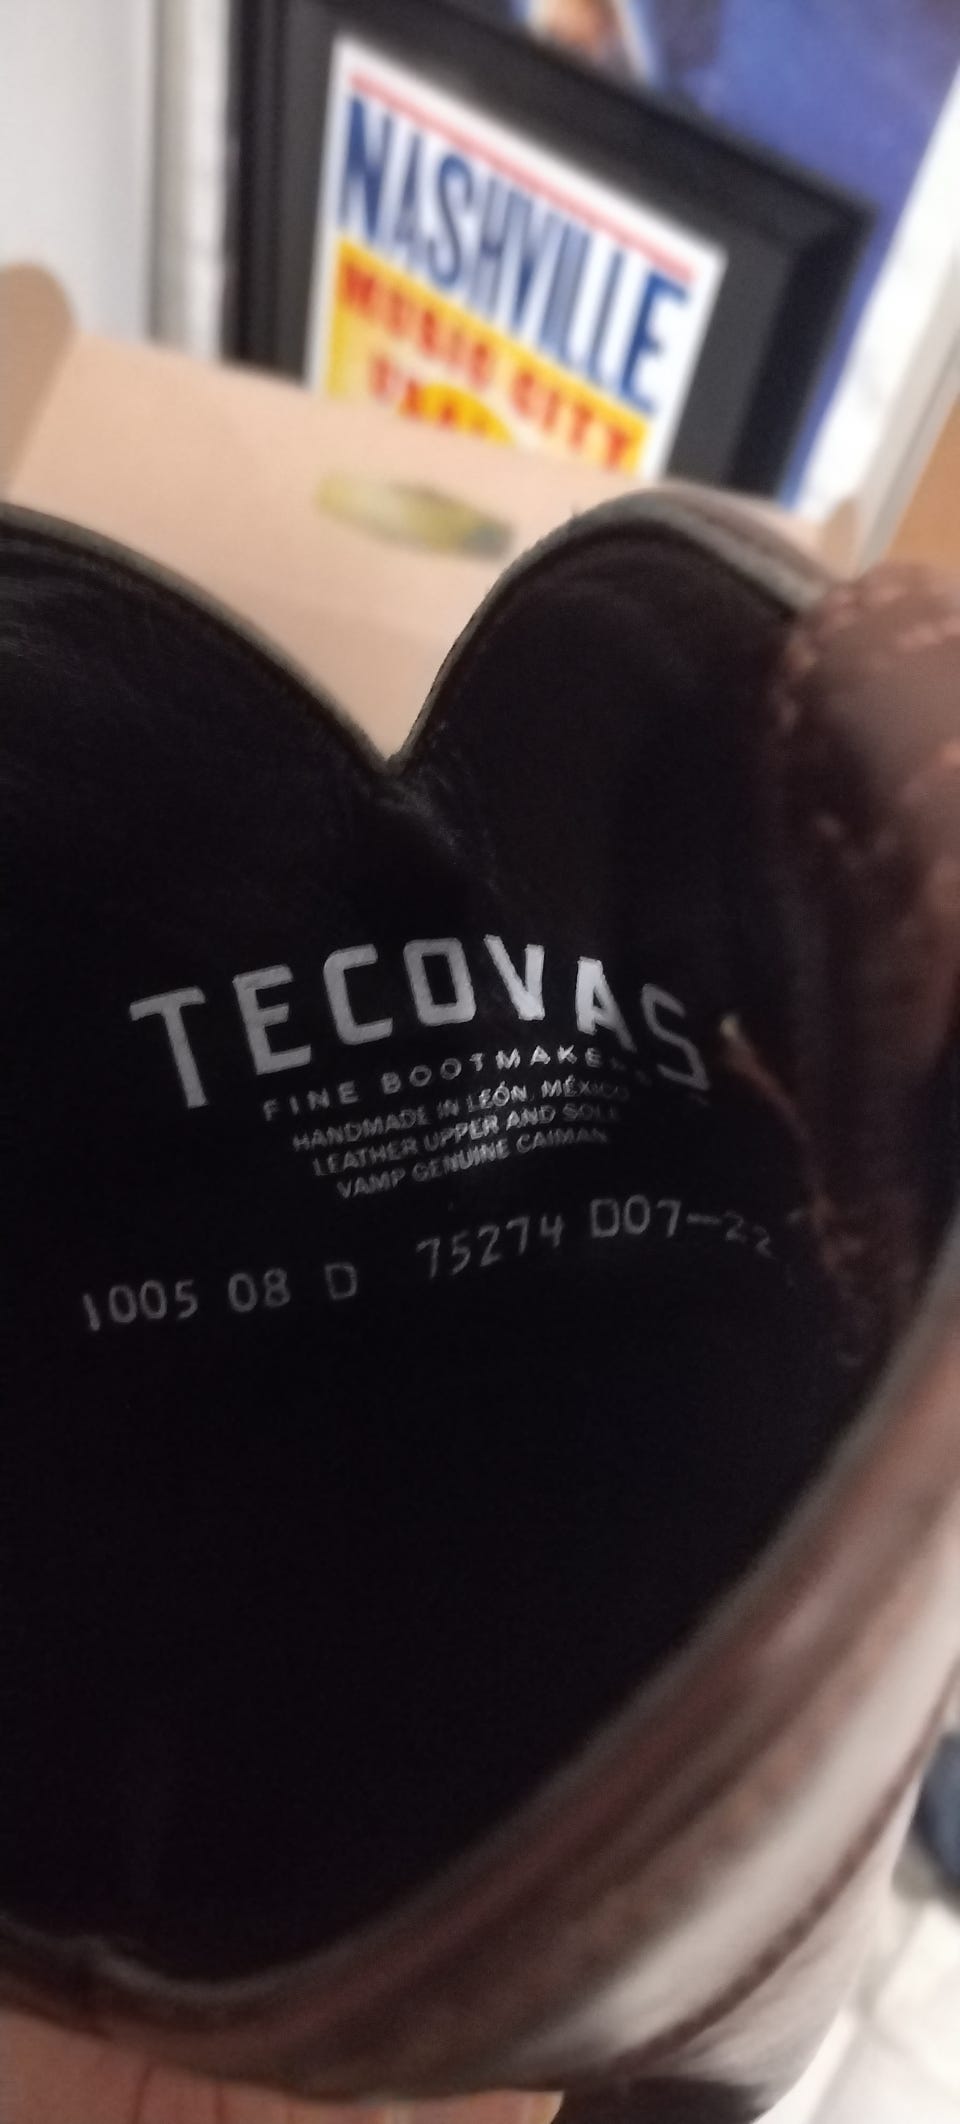 NASHVILLE
MUSIC CITY
TECOVAS
FINE BOOTMAKERS
HANDMADE IN LEÓN, MÉXICO
LEATHER UPPER AND SOLE
VAMP GENUINE CAIMAN
1005 08 D 75274 D07-22